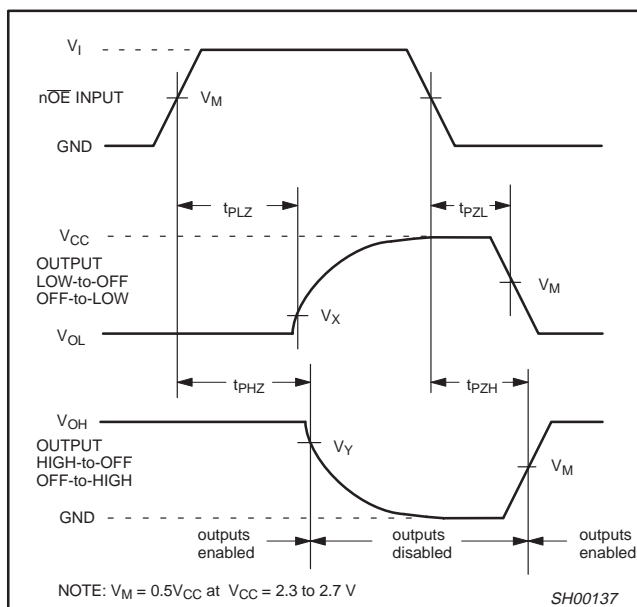 V_I
nOE INPUT
V_M
GND
t_PLZ
t_PZL
V_CC
OUTPUT
LOW-to-OFF
OFF-to-LOW
V_M
V_X
V_OL
t_PHZ
t_PZH
V_OH
OUTPUT
HIGH-to-OFF
OFF-to-HIGH
V_Y
V_M
GND
outputs
enabled
outputs
disabled
outputs
enabled
NOTE: V_M = 0.5V_CC at V_CC = 2.3 to 2.7 V
SH00137